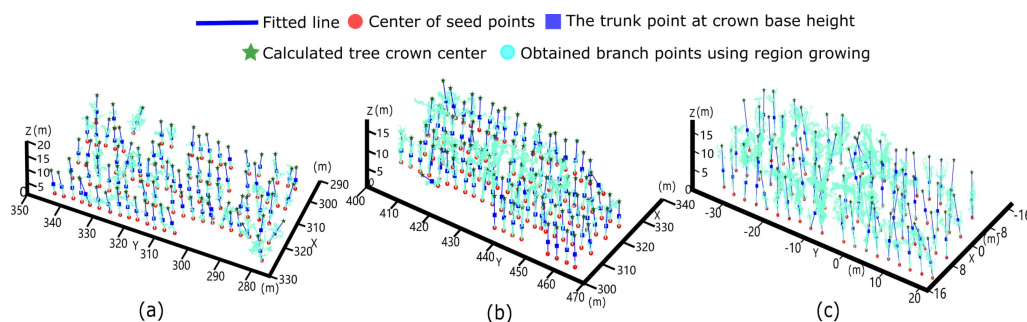 Fitted line Center of seed points The trunk point at crown base height
Calculated tree crown center Obtained branch points using region growing
Z (m)
20
15
10
5
0
350
340
330
320
310
300
290
280
Y
(m)
330
320
310
300
290
X
(m)
(a)
Z (m)
15
10
5
0
400
410
420
430
440
450
460
470
Y
(m)
300
310
320
330
340
X
(m)
(b)
Z (m)
15
10
5
0
-30
-20
-10
0
10
20
Y
(m)
16
8
0
-8
-16
X
(m)
(c)